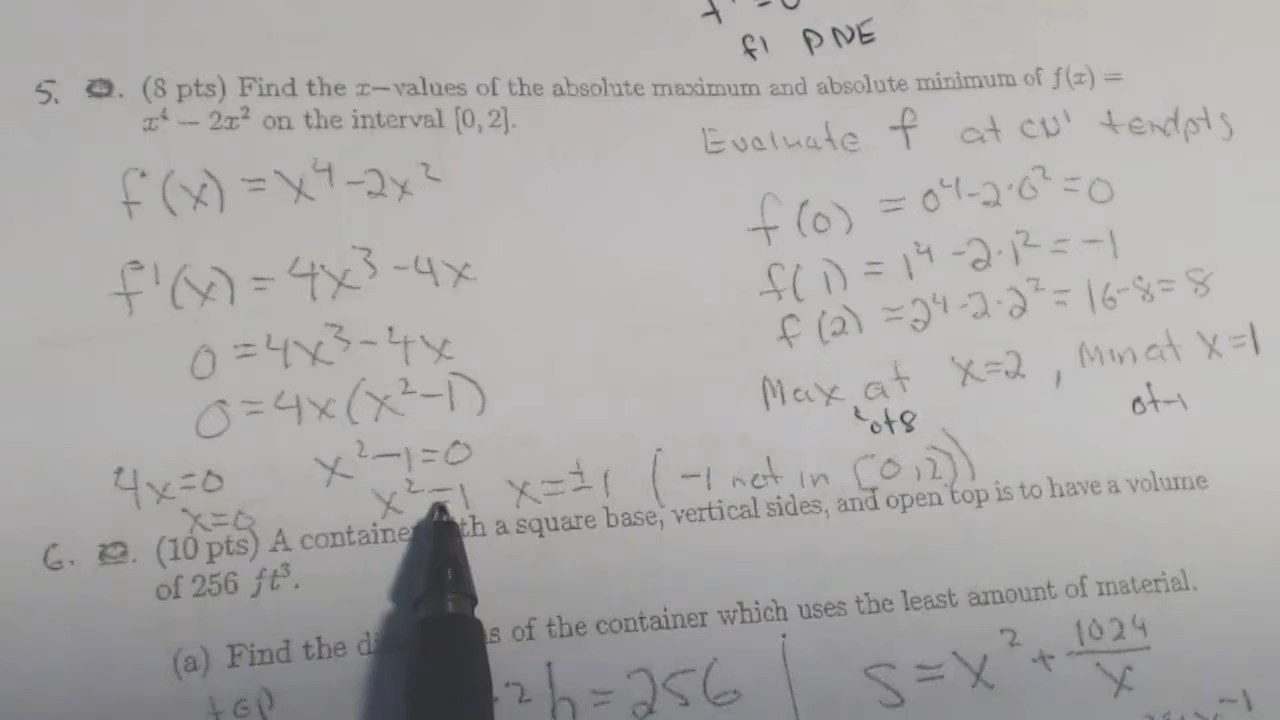 f' = 0
f' DNE
5. (8 pts) Find the x-values of the absolute maximum and absolute minimum of f(x) =
x⁴ − 2x² on the interval [0, 2].
f(x) = x⁴ - 2x²
f'(x) = 4x³ - 4x
0 = 4x³ - 4x
0 = 4x(x² - 1)
4x = 0
x = 0
x² - 1 = 0
x² = 1 x = ±1 (-1 not in [0,2])
Evaluate f at CN + endpts
f(0) = 0⁴ - 2·0² = 0
f(1) = 1⁴ - 2·1² = -1
f(2) = 2⁴ - 2·2² = 16 - 8 = 8
Max at x = 2, Min at x = 1
of 8
of -1
6. (10 pts) A container with a square base, vertical sides, and open top is to have a volume
of 256 ft³.
(a) Find the of the container which uses the least amount of material.
top
h = 256
S = x² + 1024/x